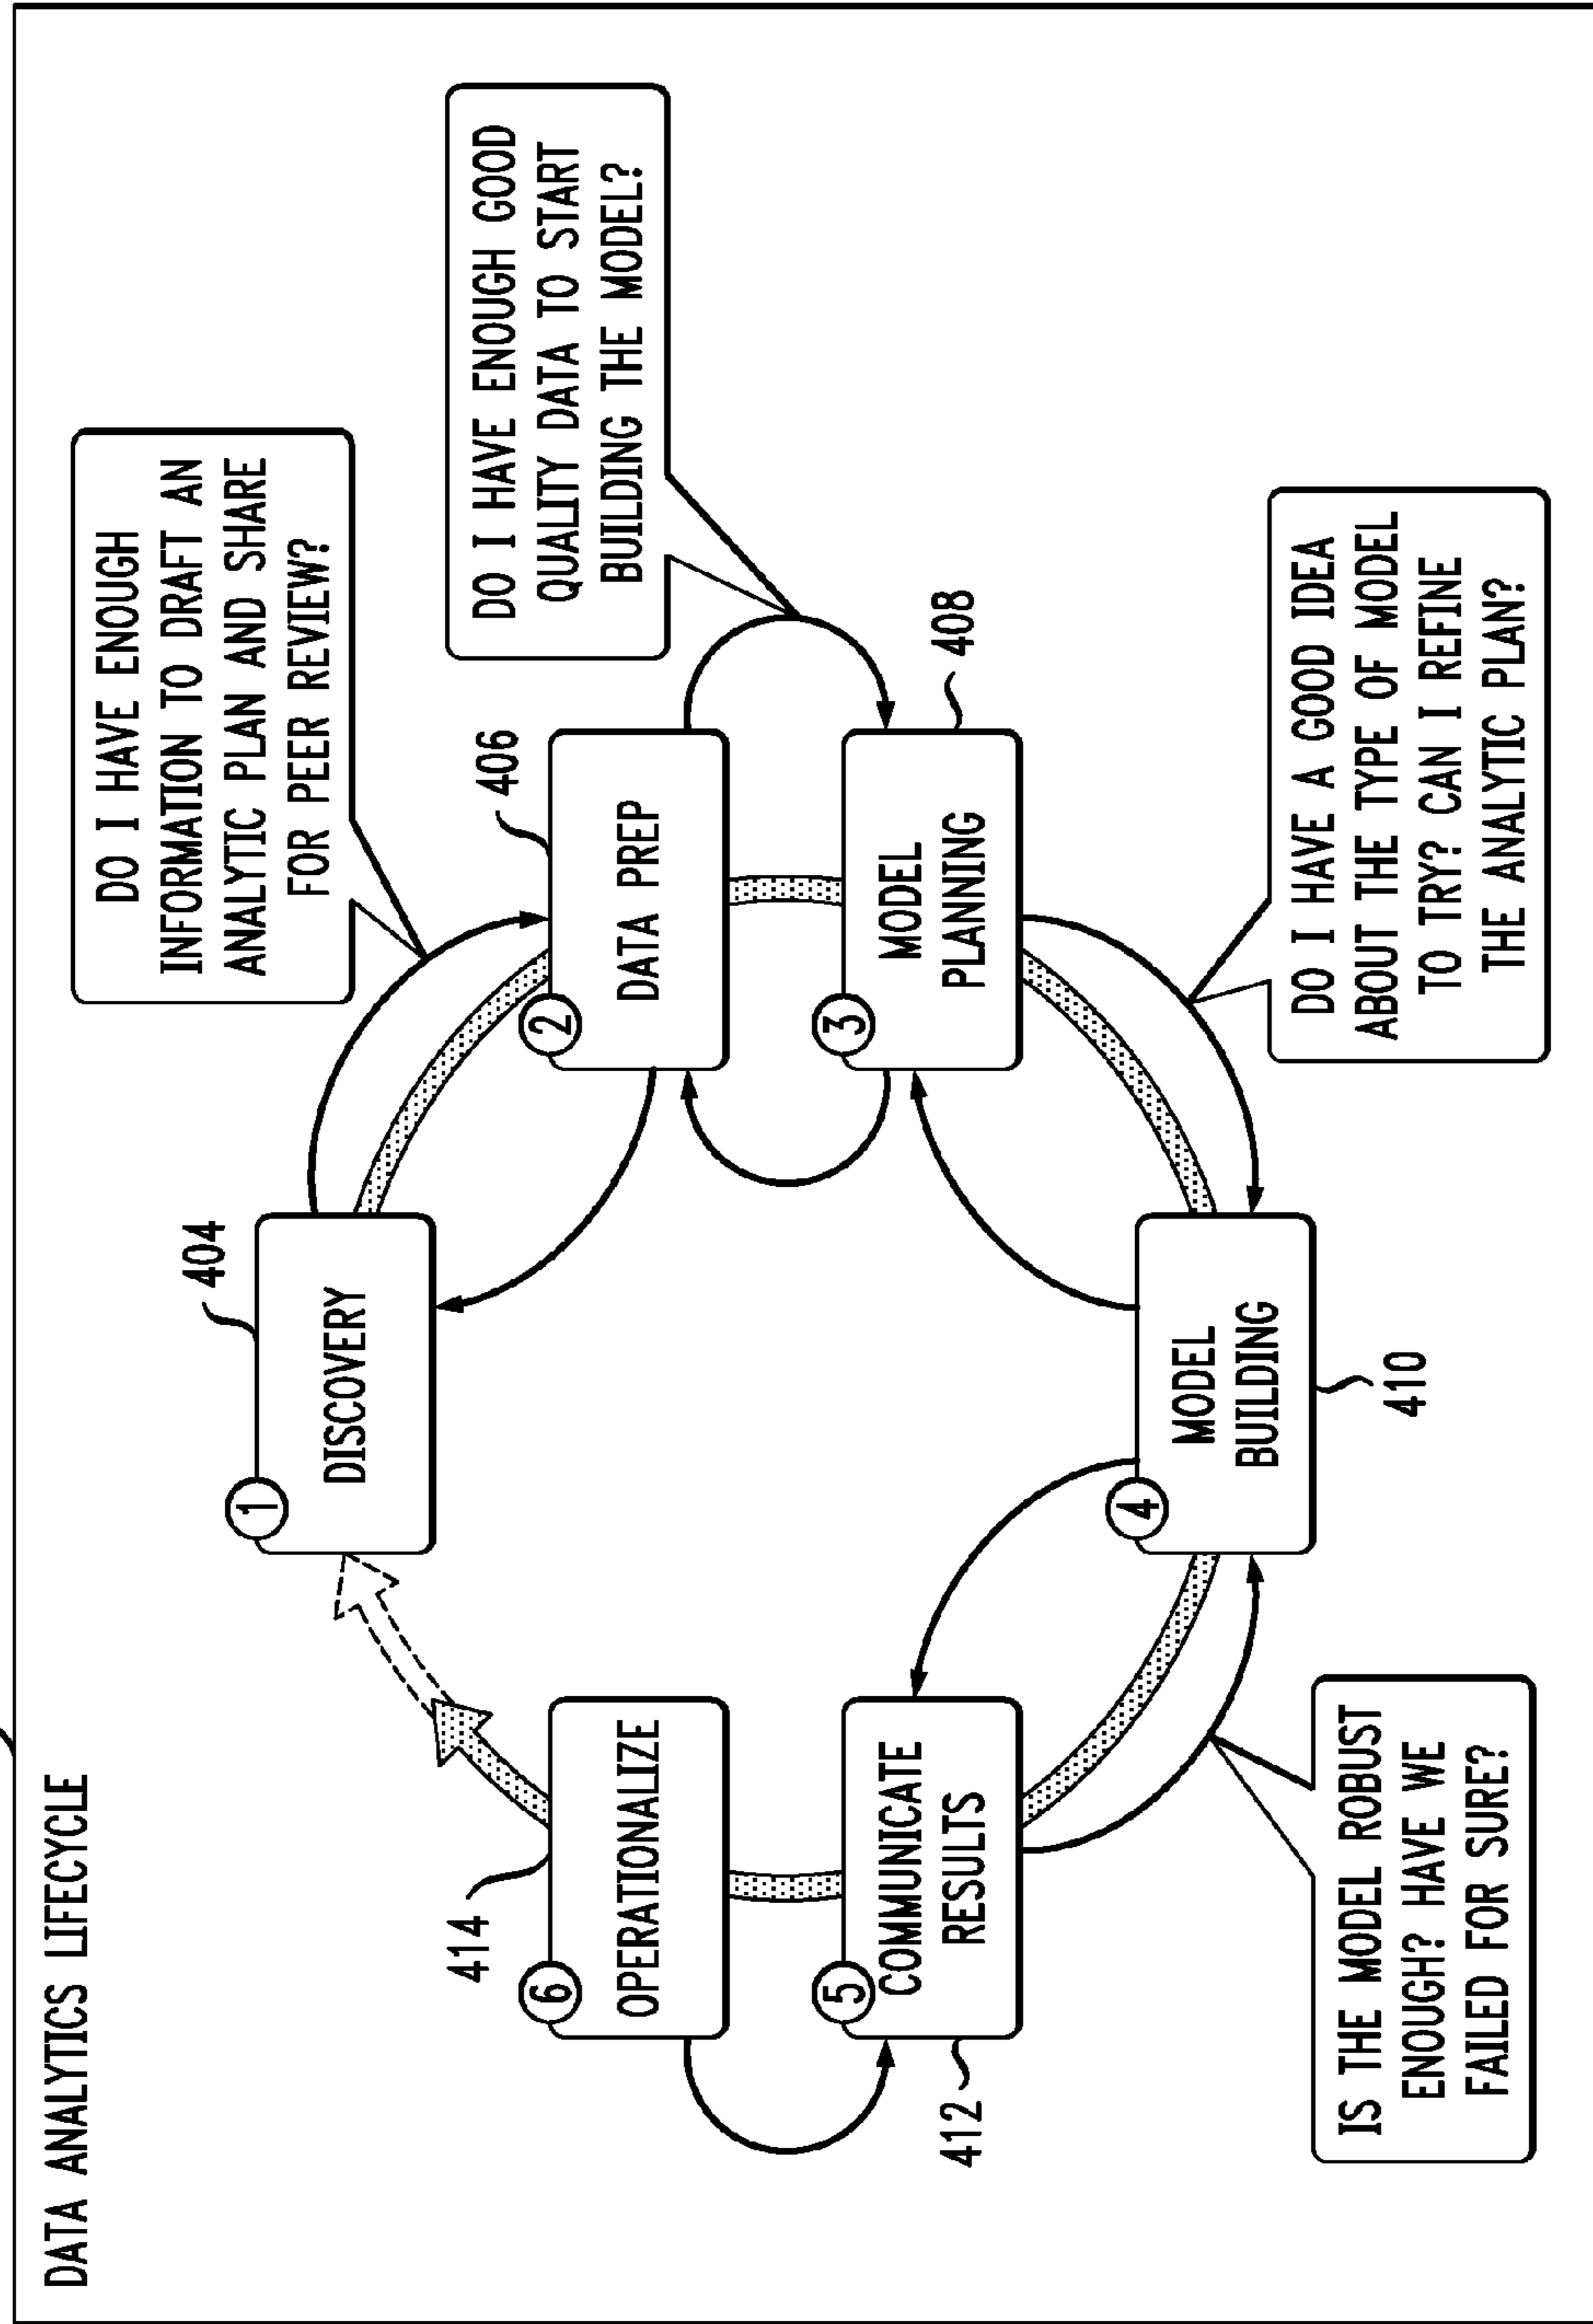 DATA ANALYTICS LIFECYCLE
DO I HAVE ENOUGH
INFORMATION TO DRAFT AN
ANALYTIC PLAN AND SHARE
FOR PEER REVIEW?
404
1
DISCOVERY
414
6
OPERATIONALIZE
406
2
DATA PREP
DO I HAVE ENOUGH GOOD
QUALITY DATA TO START
BUILDING THE MODEL?
412
5
COMMUNICATE
RESULTS
3
MODEL
PLANNING
408
4
MODEL
BUILDING
410
IS THE MODEL ROBUST
ENOUGH? HAVE WE
FAILED FOR SURE?
DO I HAVE A GOOD IDEA
ABOUT THE TYPE OF MODEL
TO TRY? CAN I REFINE
THE ANALYTIC PLAN?